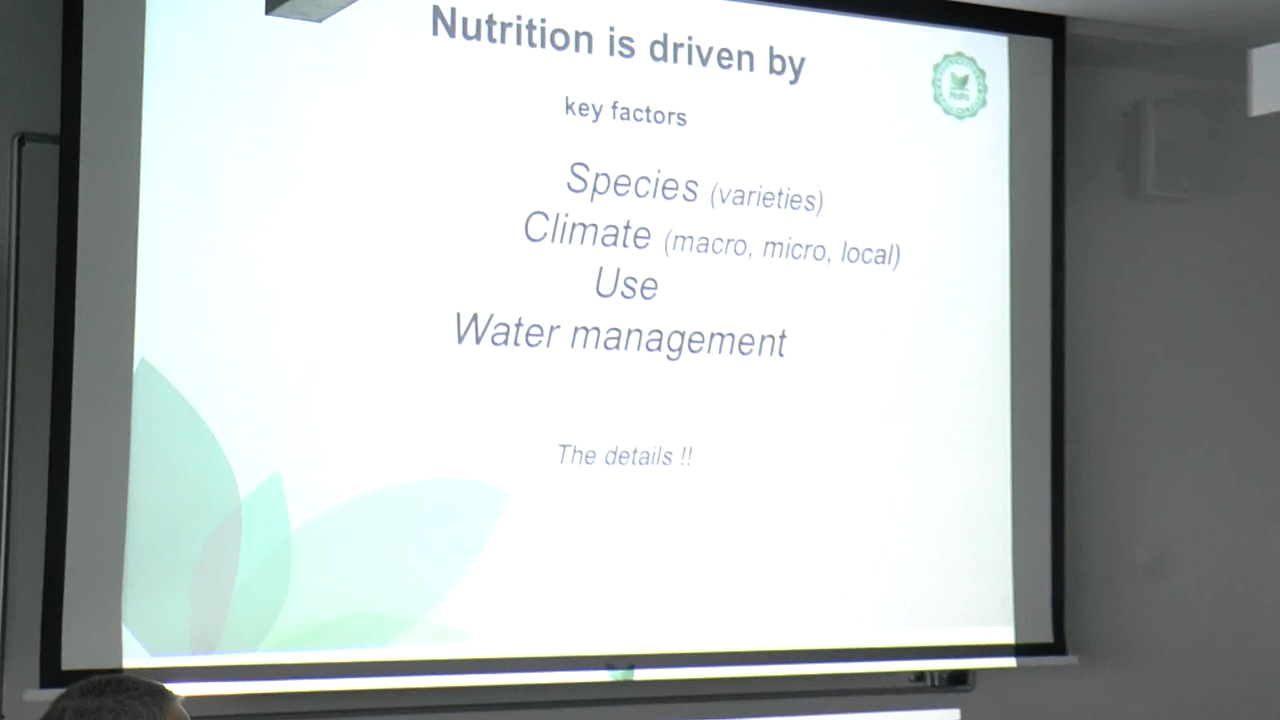 Nutrition is driven by
key factors
Species (varieties)
Climate (macro, micro, local)
Use
Water management
The details !!